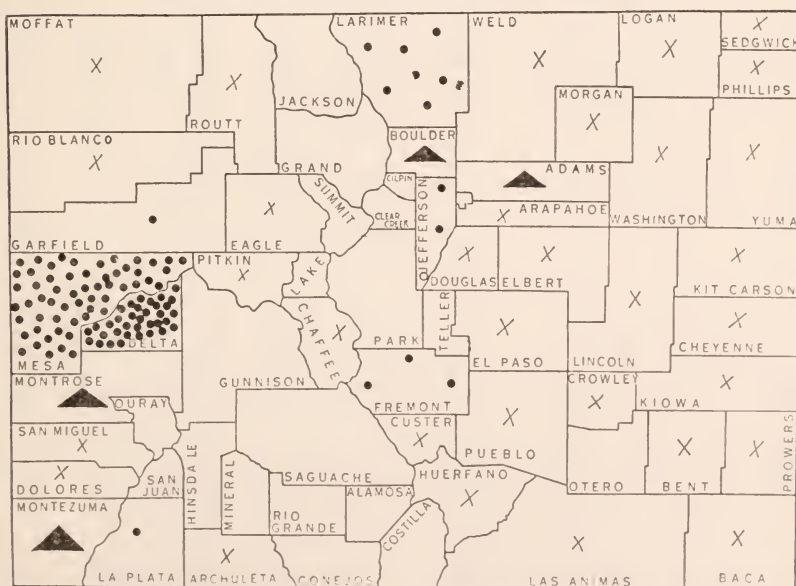 MOFFAT
ROUTT
JACKSON
LARIMER
WELD
LOGAN
SEDGWICK
PHILLIPS
MORGAN
RIO BLANCO
GRAND
BOULDER
GILPIN
ADAMS
SUMMIT
CLEAR CREEK
JEFFERSON
ARAPAHOE
WASHINGTON
YUMA
GARFIELD
EAGLE
PITKIN
LAKE
DOUGLAS
ELBERT
KIT CARSON
CHAFFEE
PARK
TELLER
EL PASO
LINCOLN
CHEYENNE
MESA
DELTA
MONTROSE
GUNNISON
OURAY
FREMONT
CROWLEY
KIOWA
SAN MIGUEL
CUSTER
PUEBLO
PROWERS
DOLORES
SAN JUAN
HINSDALE
MINERAL
SAGUACHE
HUERFANO
OTERO
BENT
MONTEZUMA
RIO GRANDE
ALAMOSA
COSTILLA
LA PLATA
ARCHULETA
CONEJOS
LAS ANIMAS
BACA